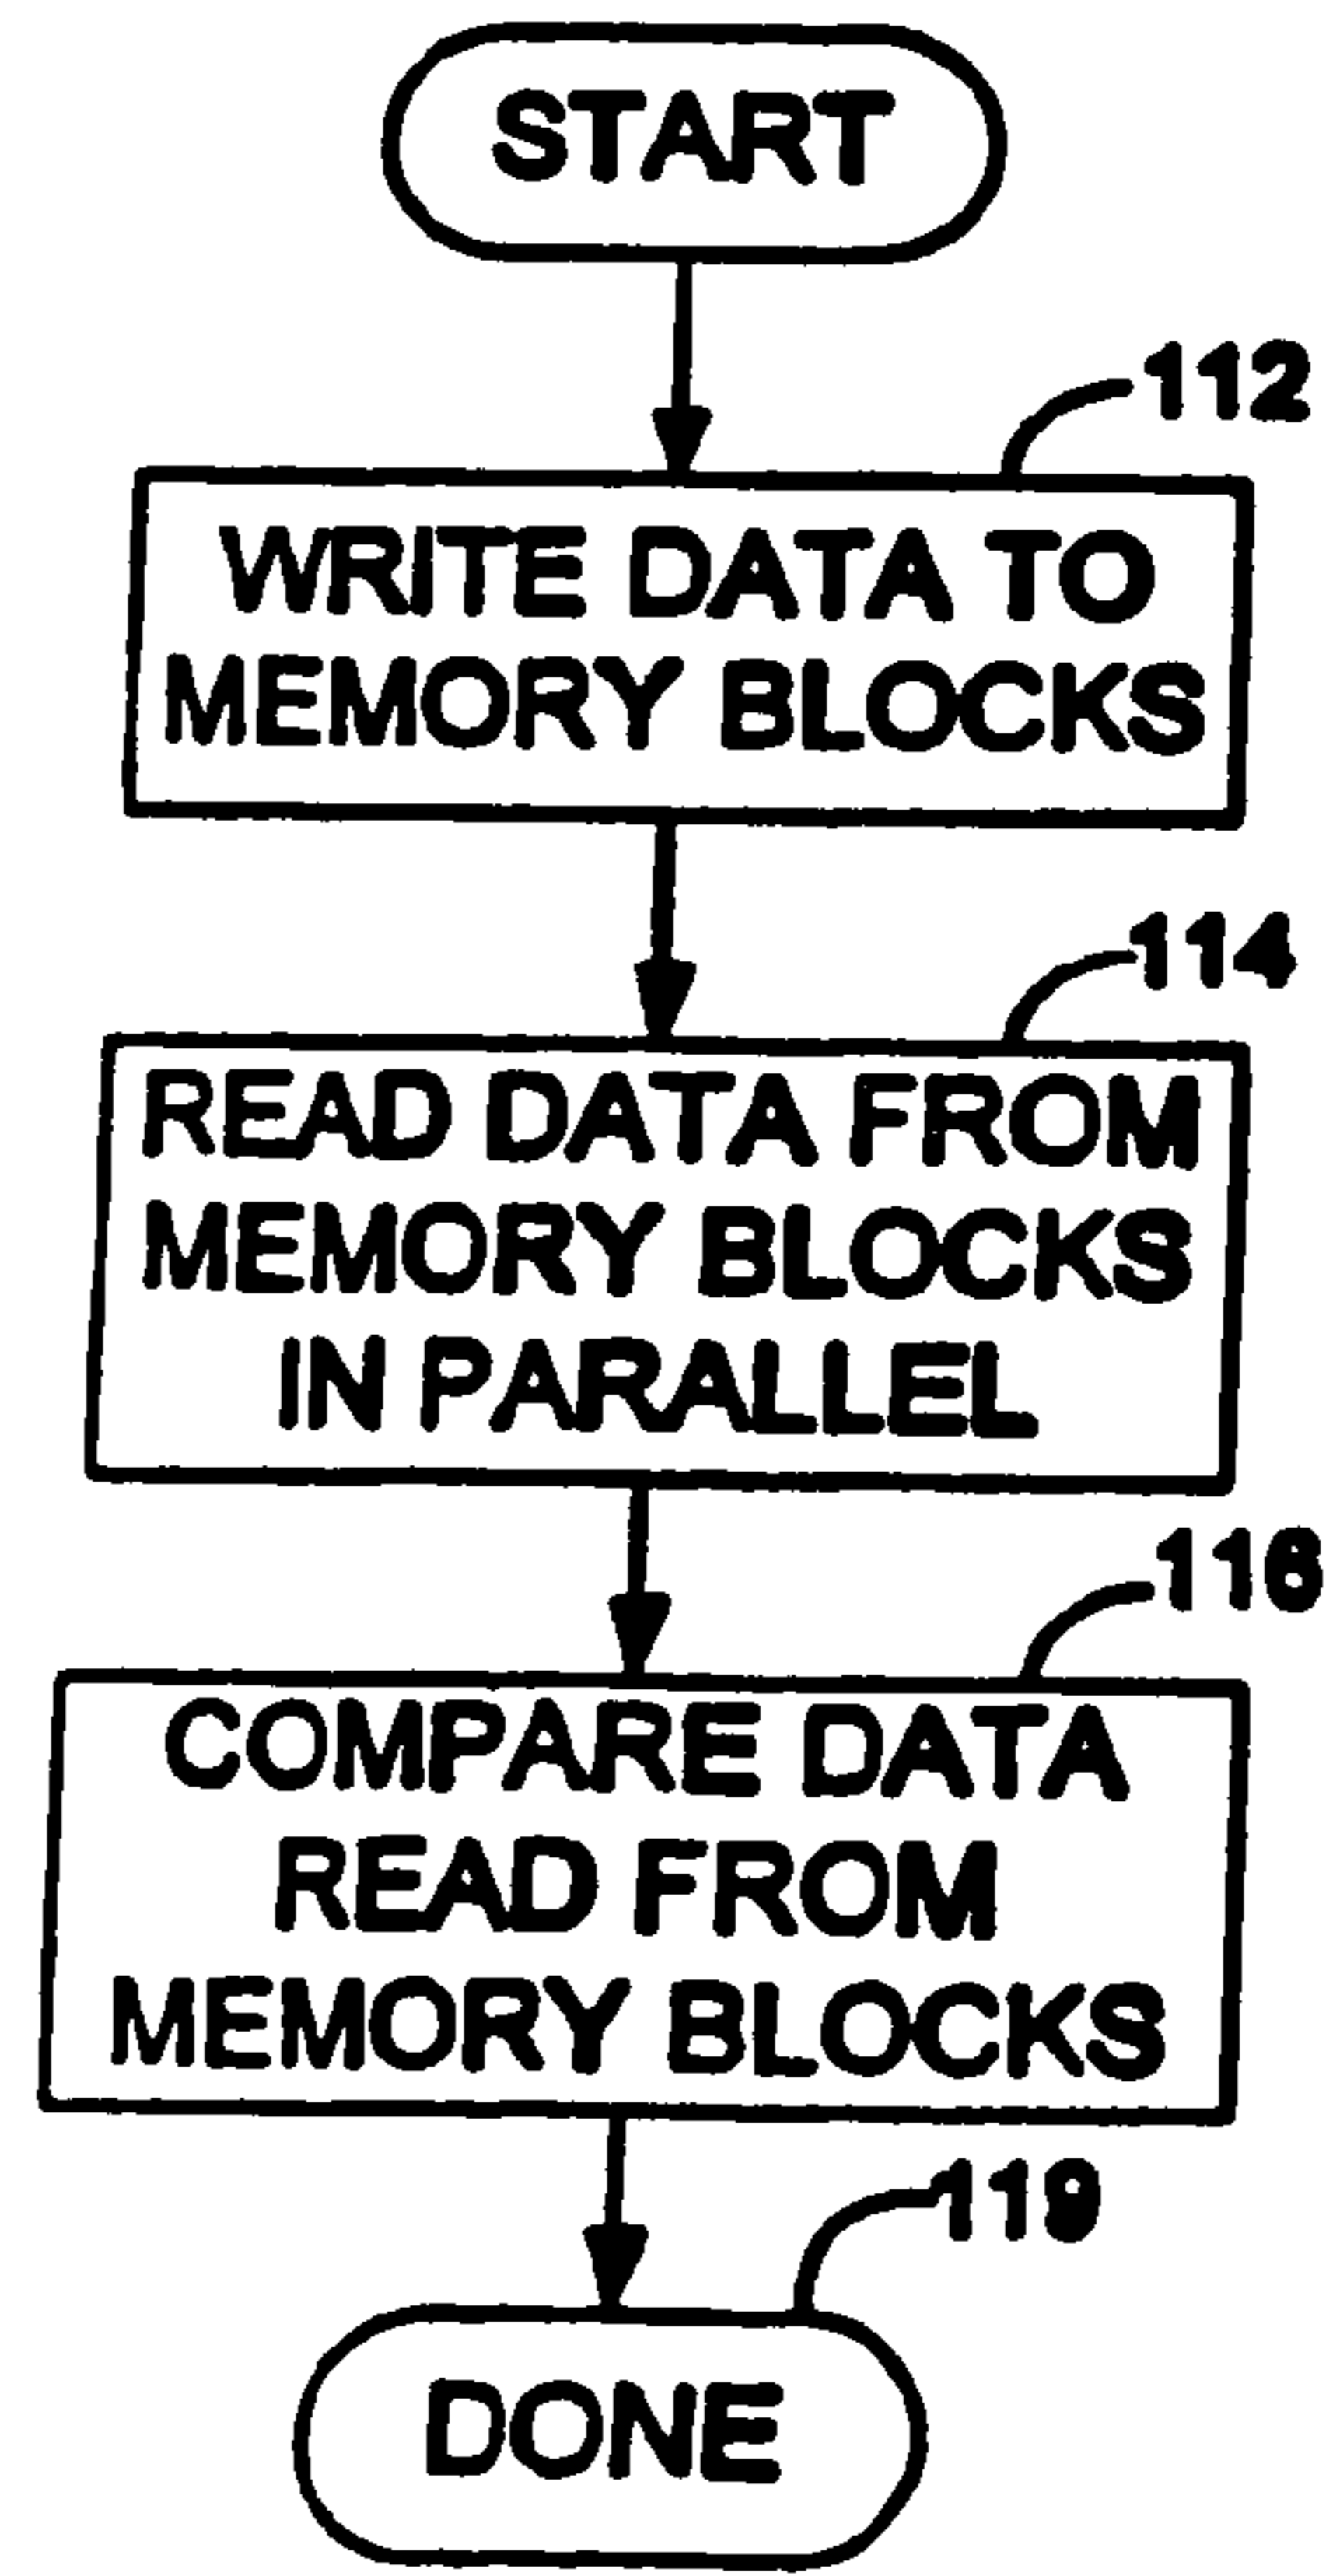 START
112
WRITE DATA TO
MEMORY BLOCKS
114
READ DATA FROM
MEMORY BLOCKS
IN PARALLEL
116
COMPARE DATA
READ FROM
MEMORY BLOCKS
119
DONE